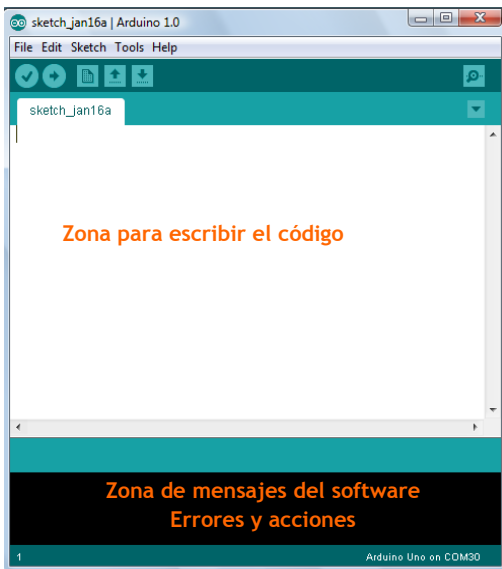 sketch_jan16a | Arduino 1.0
File Edit Sketch Tools Help
sketch_jan16a
Zona para escribir el código
Zona de mensajes del software
Errores y acciones
1 Arduino Uno on COM30